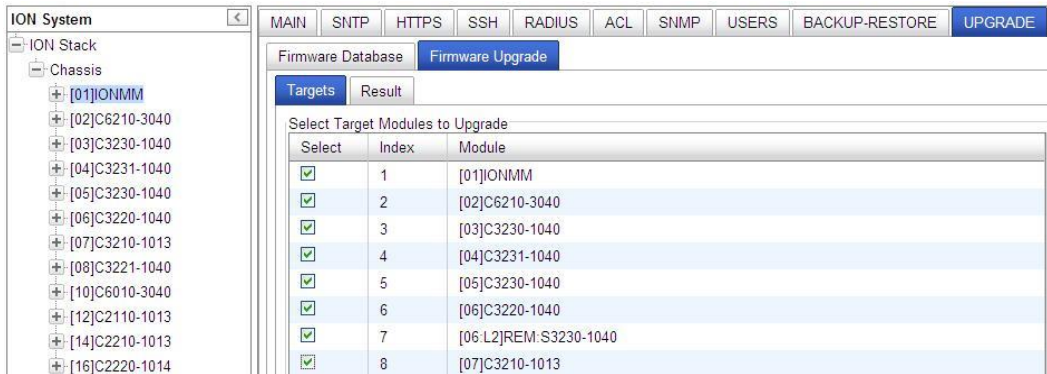 ION System
ION Stack
Chassis
[01]IONMM
[02]C6210-3040
[03]C3230-1040
[04]C3231-1040
[05]C3230-1040
[06]C3220-1040
[07]C3210-1013
[08]C3221-1040
[10]C6010-3040
[12]C2110-1013
[14]C2210-1013
[16]C2220-1014
MAIN SNTP HTTPS SSH RADIUS ACL SNMP USERS BACKUP-RESTORE UPGRADE
Firmware Database Firmware Upgrade
Targets Result
Select Target Modules to Upgrade
Select Index Module
1 [01]IONMM
2 [02]C6210-3040
3 [03]C3230-1040
4 [04]C3231-1040
5 [05]C3230-1040
6 [06]C3220-1040
7 [06:L2]REM:S3230-1040
8 [07]C3210-1013